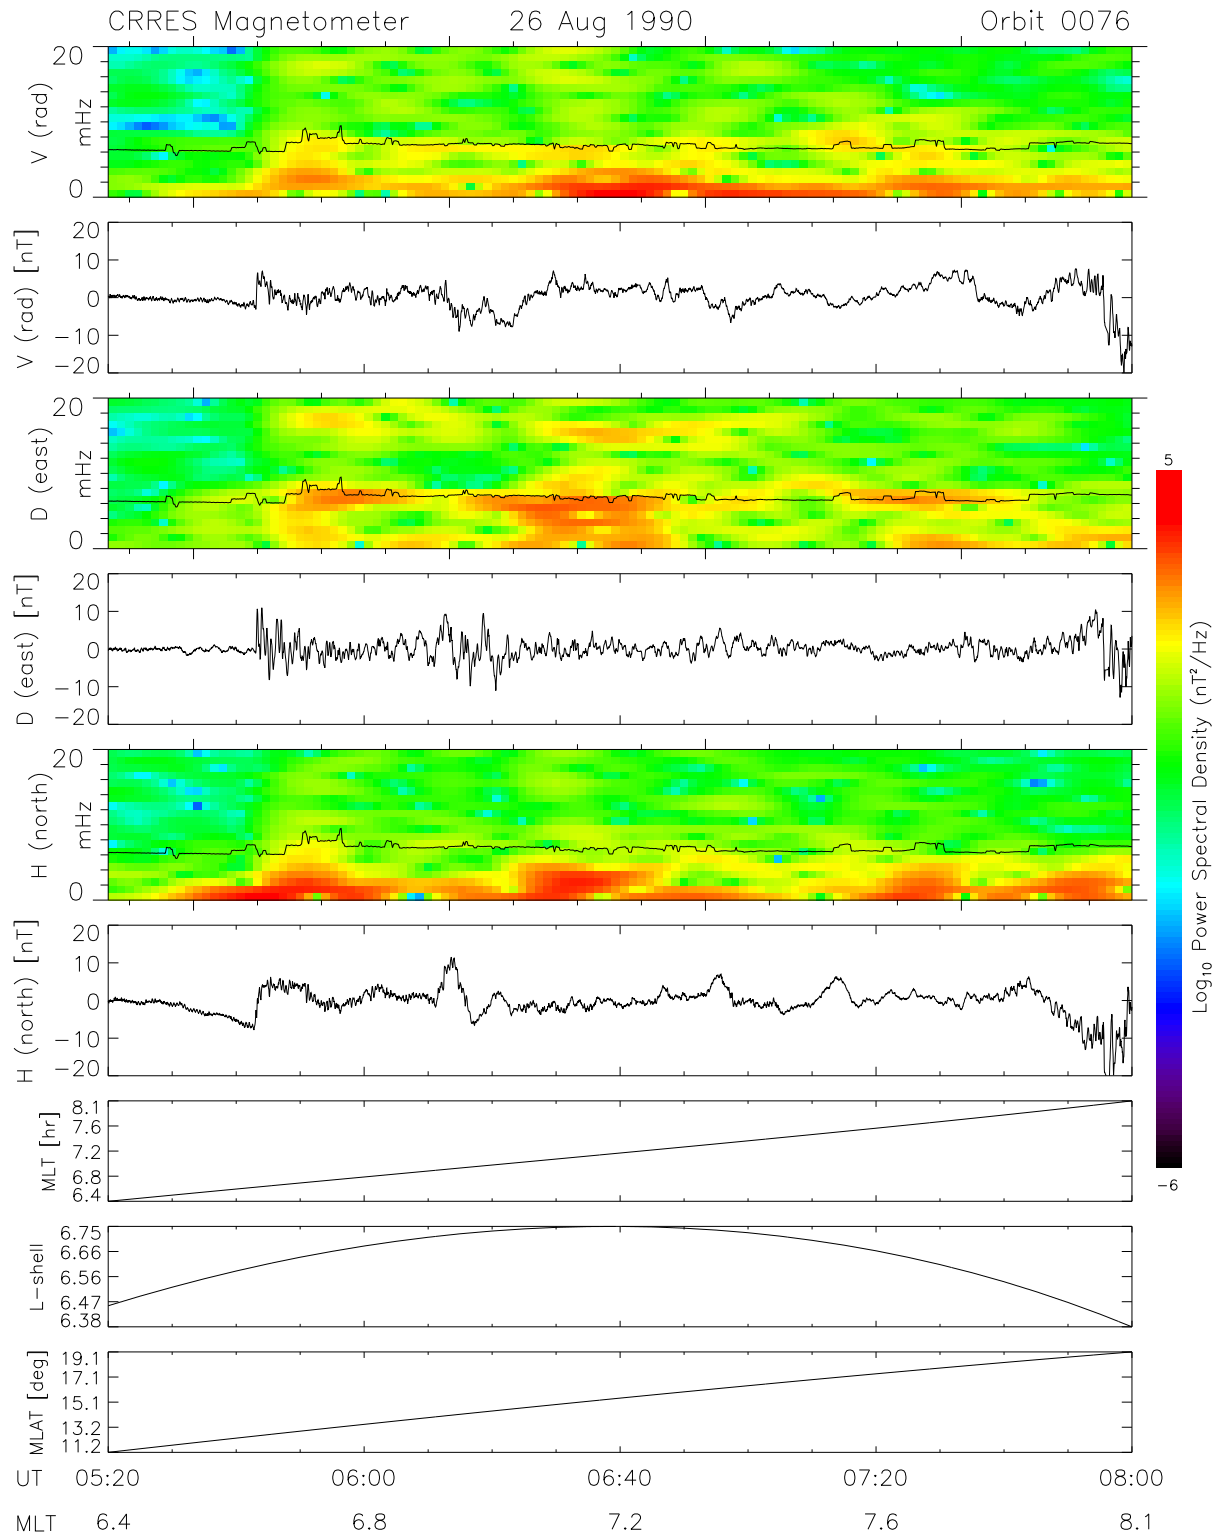 CRRES Magnetometer 26 Aug 1990 Orbit 0076
20
0
V (rad)
mHz
20
10
0
−10
−20
V (rad) [nT]
20
0
D (east)
mHz
20
10
0
−10
−20
D (east) [nT]
20
0
H (north)
mHz
20
10
0
−10
−20
H (north) [nT]
8.1
7.6
7.2
6.8
6.4
MLT [hr]
6.75
6.66
6.56
6.47
6.38
L−shell
19.1
17.1
15.1
13.2
11.2
MLAT [deg]
UT 05:20 06:00 06:40 07:20 08:00
MLT 6.4 6.8 7.2 7.6 8.1
5
−6
Log₁₀ Power Spectral Density (nT²/Hz)